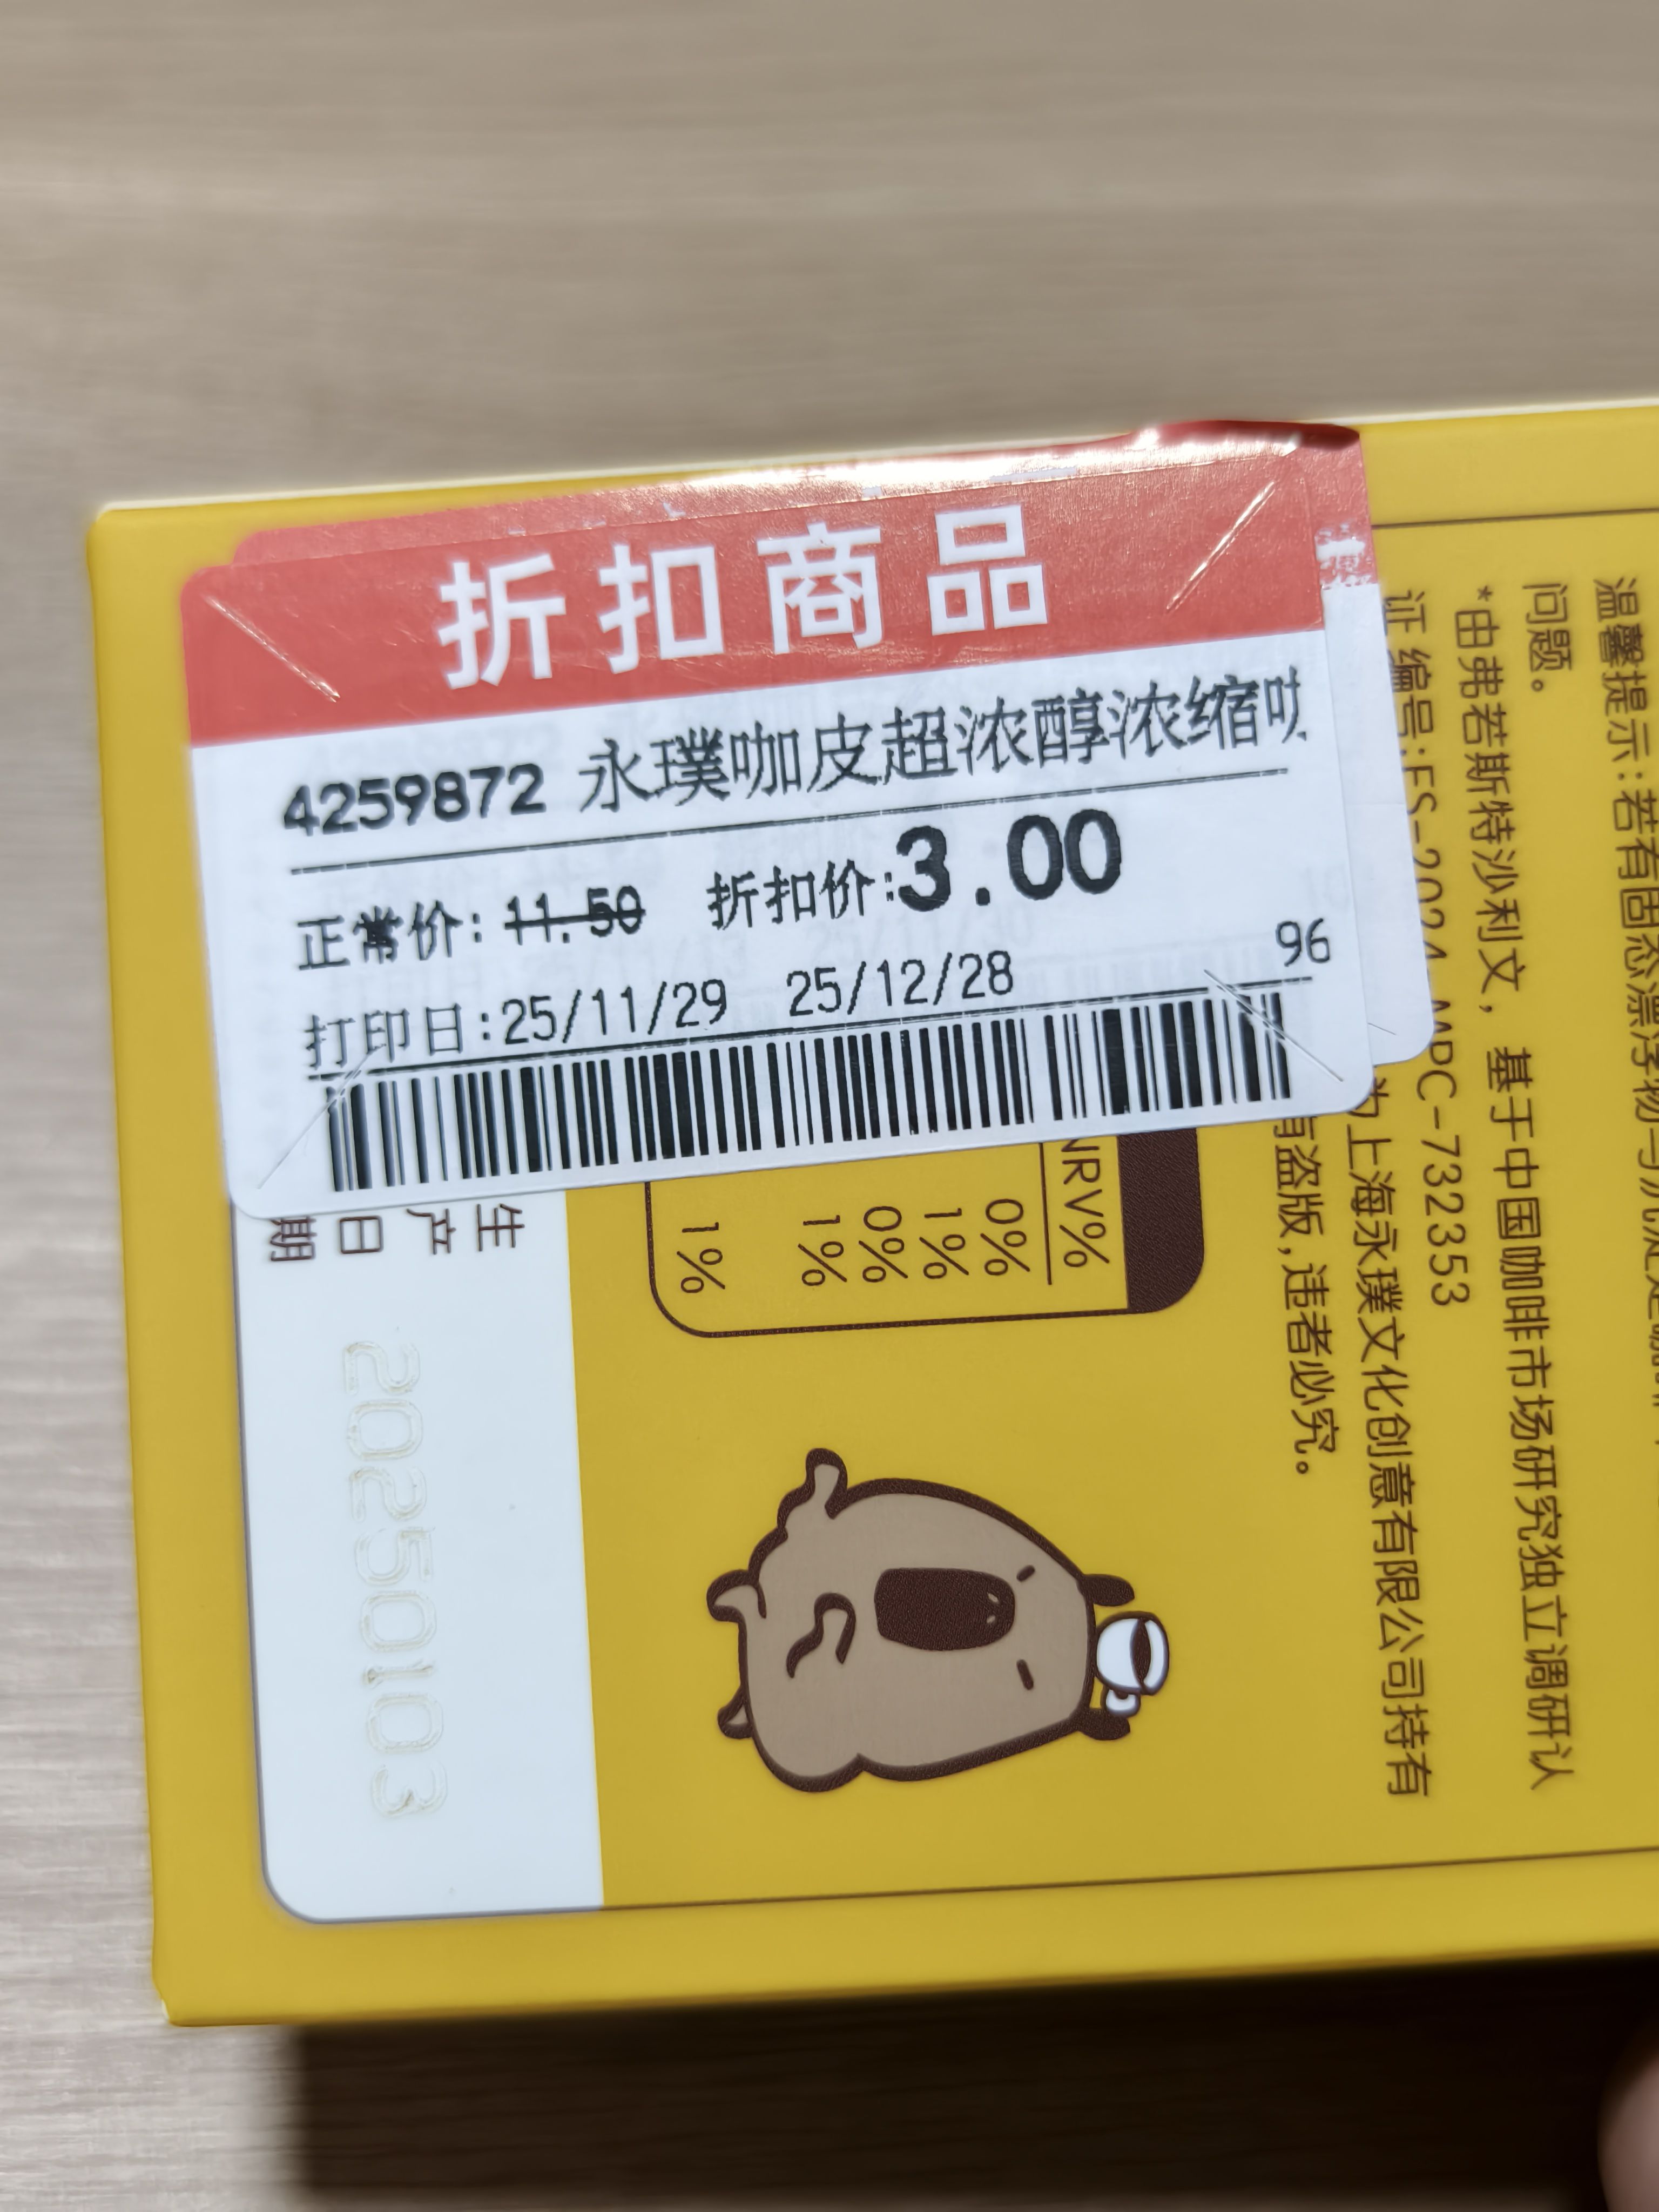 折扣商品
4259872 永璞咖皮超浓醇浓缩
正常价: 11.50 折扣价:3.00
打印日:25/11/29 25/12/28 96
温馨提示:若有固态漂浮物
问题。
*由弗若斯特沙利文，基于中国咖啡市场研究独立调研认
证编号:FS-2024-MPC-732353
为上海永璞文化创意有限公司持有
盗版,违者必究。
NRV%
0%
1%
0%
1%
1%
生产日期
20250103